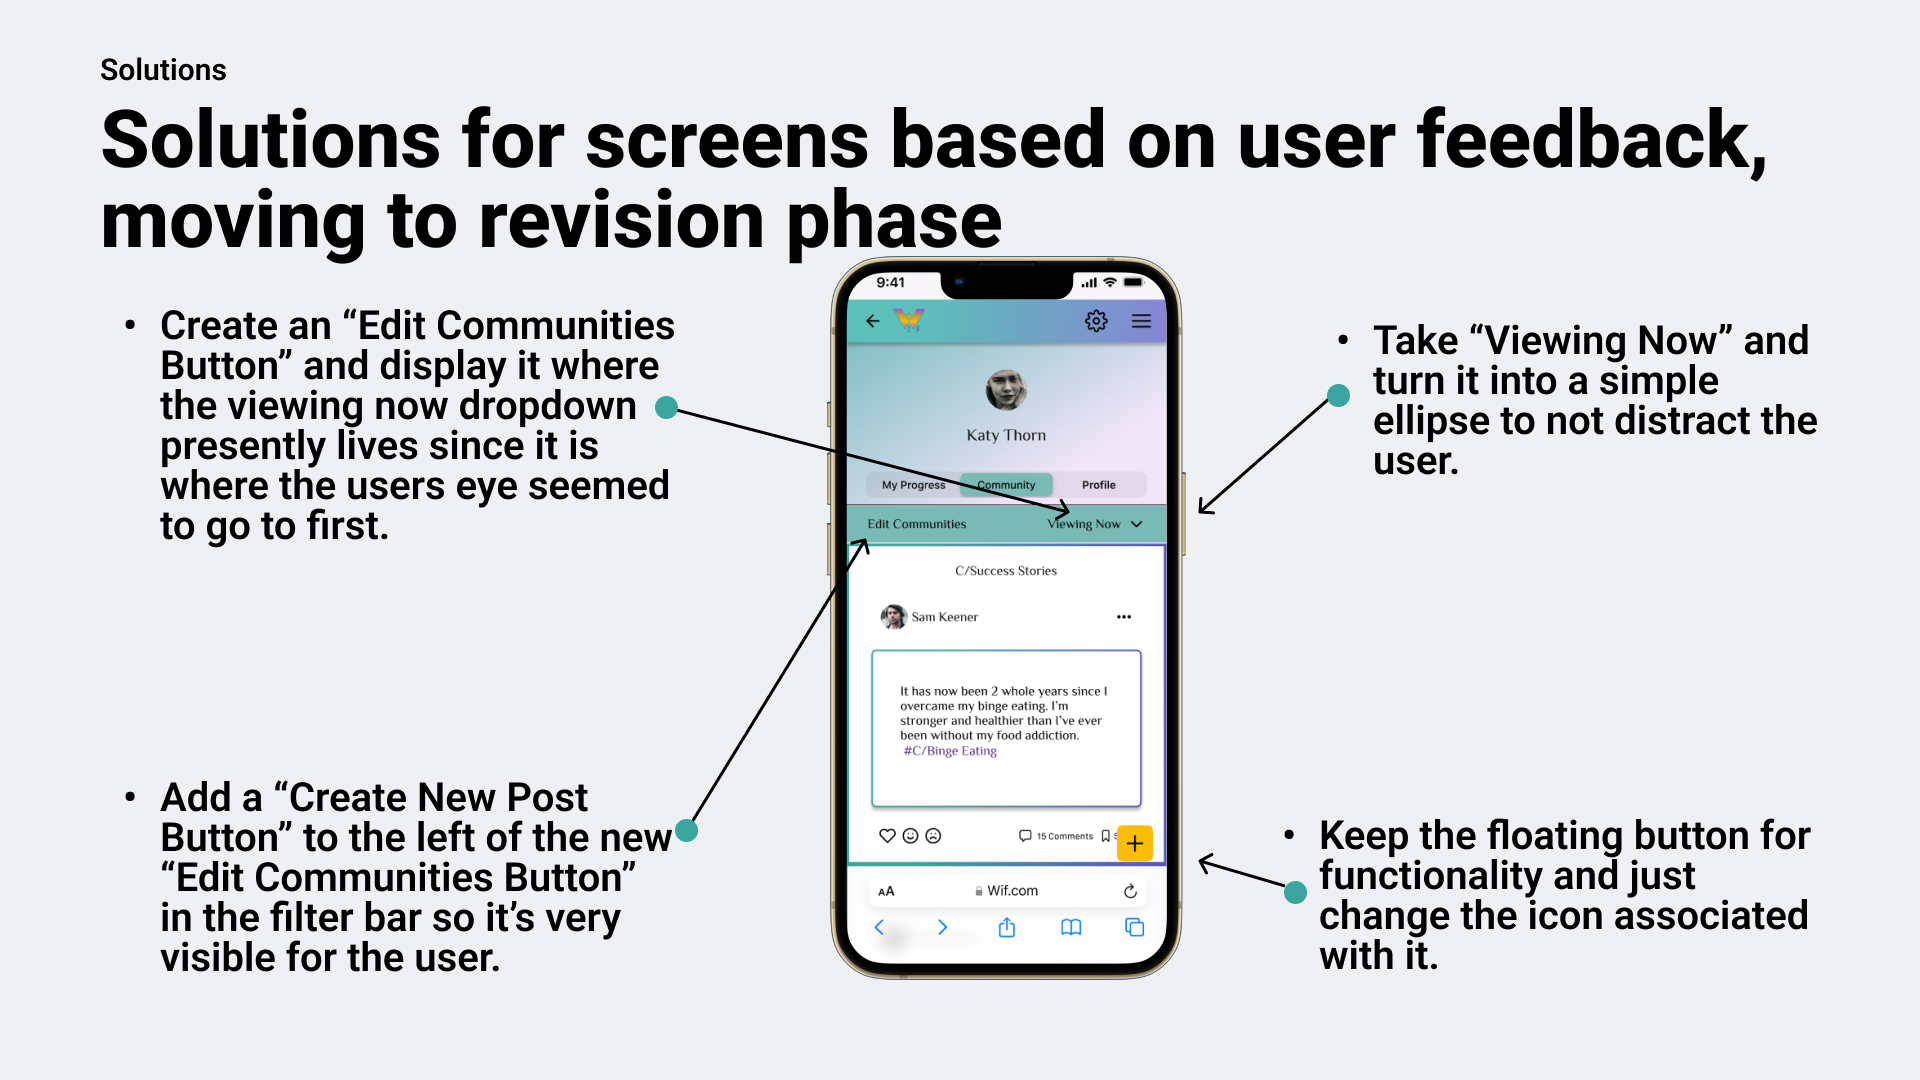 Solutions
Solutions for screens based on user feedback,
moving to revision phase
• Create an “Edit Communities
Button” and display it where
the viewing now dropdown
presently lives since it is
where the users eye seemed
to go to first.
• Add a “Create New Post
Button” to the left of the new
“Edit Communities Button”
in the filter bar so it’s very
visible for the user.
9:41
Katy Thorn
My Progress Community Profile
Edit Communities Viewing Now
C/Success Stories
Sam Keener
It has now been 2 whole years since I
overcame my binge eating. I’m
stronger and healthier than I’ve ever
been without my food addiction.
#C/Binge Eating
15 Comments
+
AA Wif.com
• Take “Viewing Now” and
turn it into a simple
ellipse to not distract the
user.
• Keep the floating button for
functionality and just
change the icon associated
with it.